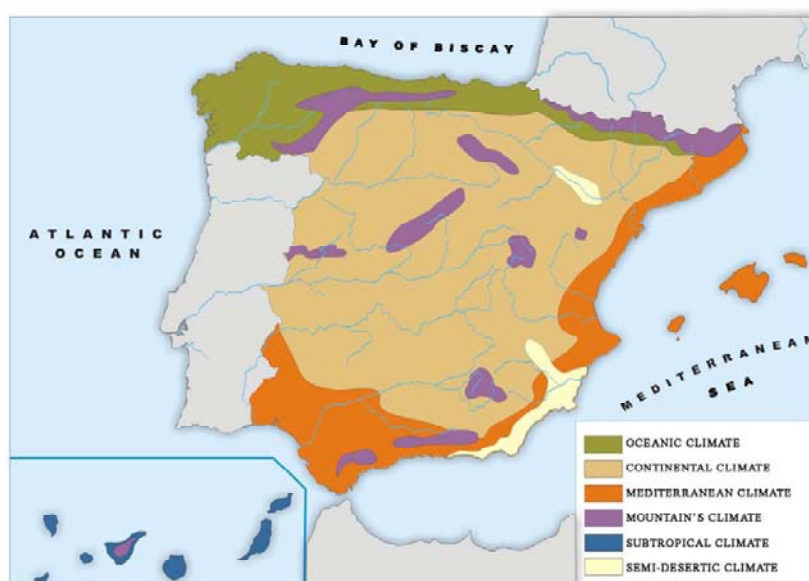 BAY OF BISCAY
ATLANTIC
OCEAN
MEDITERRANEAN
SEA
OCEANIC CLIMATE
CONTINENTAL CLIMATE
MEDITERRANEAN CLIMATE
MOUNTAIN'S CLIMATE
SUBTROPICAL CLIMATE
SEMI-DESERTIC CLIMATE